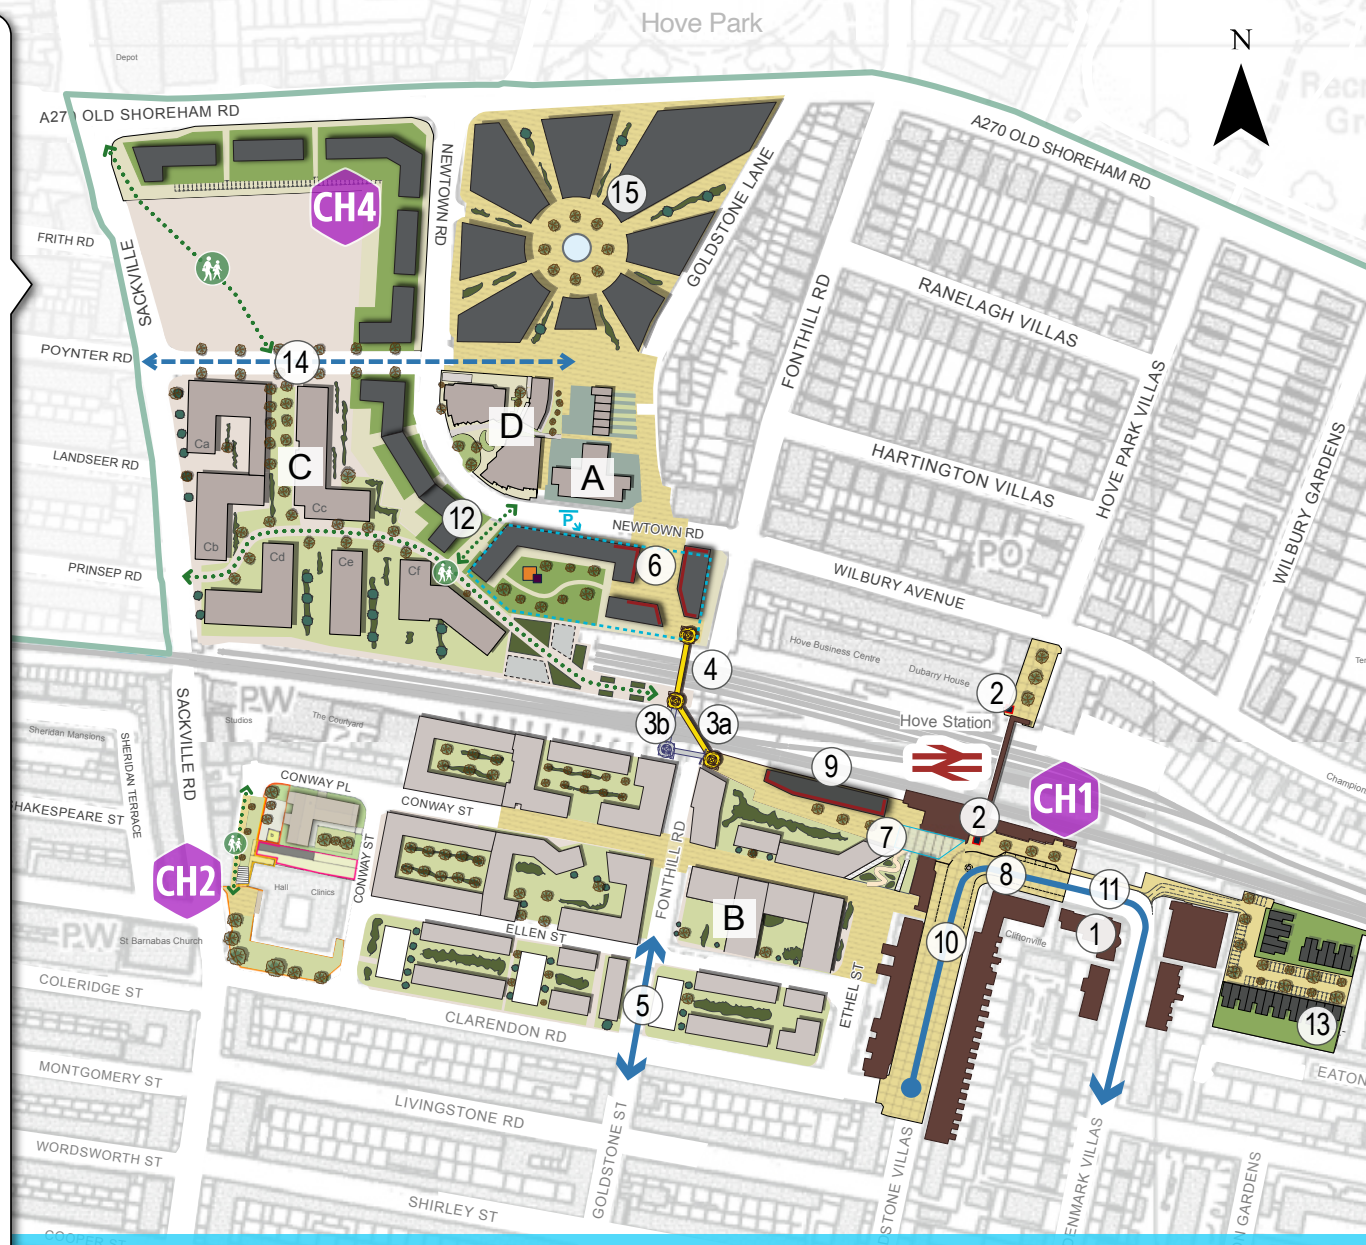 Hove Park
N
Depot
A270 OLD SHOREHAM RD
A270 OLD SHOREHAM RD
NEWTOWN RD
GOLDSTONE LANE
15
CH4
FRITH RD
SACKVILLE
RANELAGH VILLAS
FONTHILL RD
POYNTER RD
14
HOVE PARK VILLAS
D
Ca
C
LANDSEER RD
A
HARTINGTON VILLAS
WILBURY GARDENS
Cc
12
P
NEWTOWN RD
Cb
Cd
Ce
Cf
PO
6
PRINSEP RD
WILBURY AVENUE
Hove Business Centre
Dubarry House
4
2
SACKVILLE RD
PW
Studios
The Courtyard
3b
3a
Hove Station
Sheridan Mansions
SHERIDAN TERRACE
9
CONWAY PL
CH1
SHAKESPEARE ST
CONWAY ST
2
7
FONTHILL RD
CH2
CONWAY ST
Hall
Clinics
8
11
B
PW
St Barnabas Church
ELLEN ST
10
Cliftonville
1
COLERIDGE ST
5
ETHEL ST
CLARENDON RD
13
MONTGOMERY ST
EATON
LIVINGSTONE RD
GOLDSTONE ST
WORDSWORTH ST
SHIRLEY ST
DSTONE VILLAS
DENMARK VILLAS
N GARDENS
COOPER ST